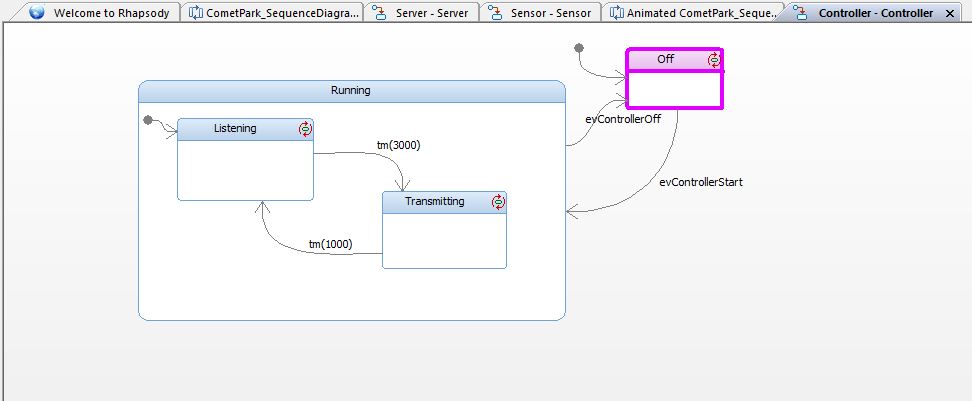 Welcome to Rhapsody
CometPark_SequenceDiagra...
Server - Server
Sensor - Sensor
Animated CometPark_Seque...
Controller - Controller
Off
Running
evControllerOff
Listening
tm(3000)
evControllerStart
Transmitting
tm(1000)